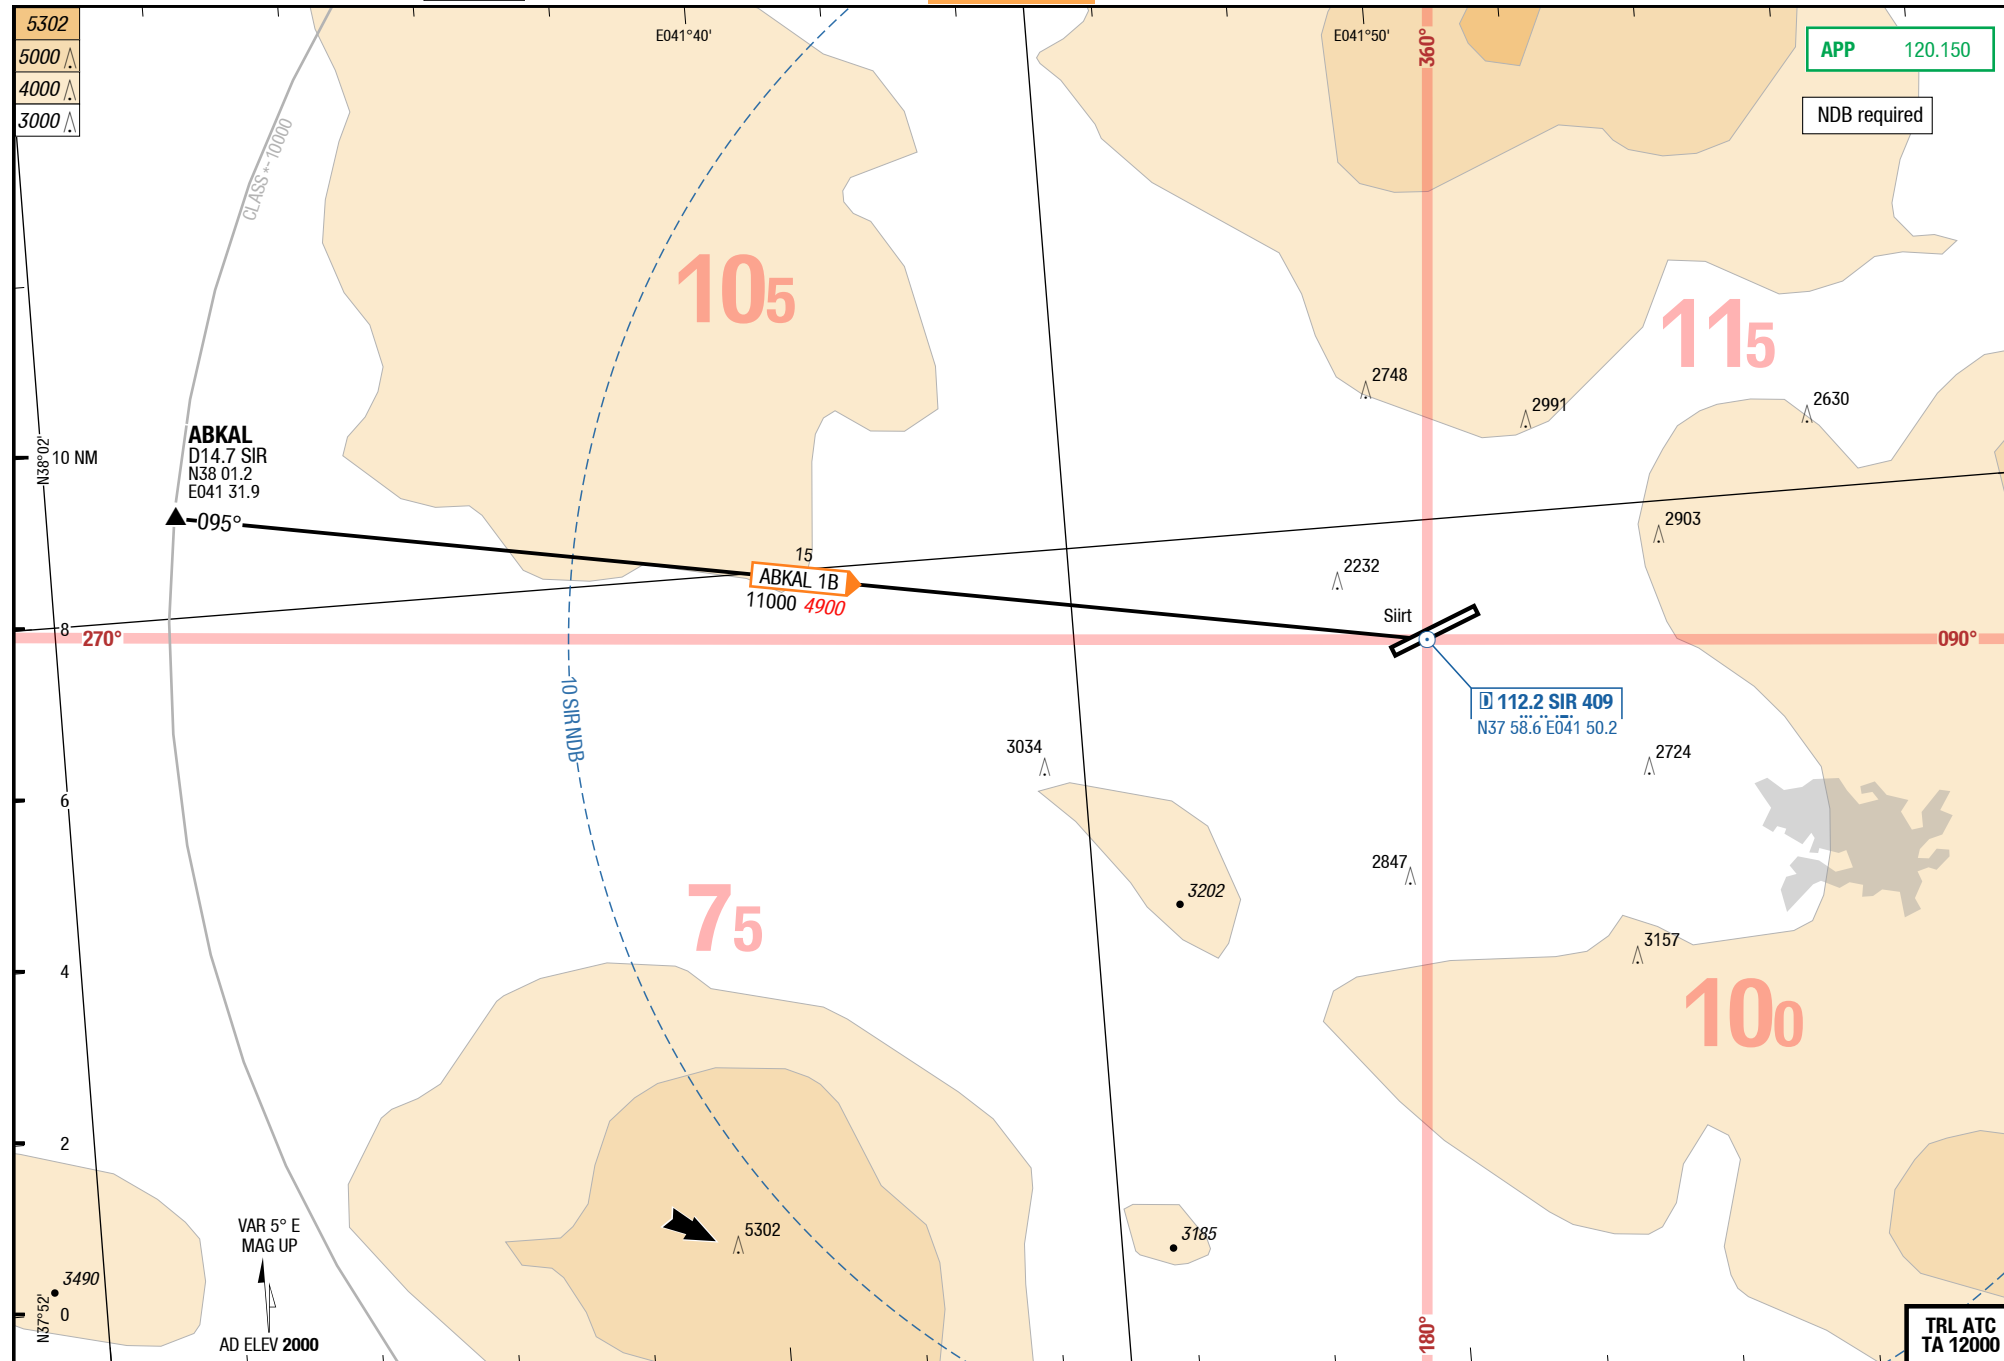 5302
5000
4000
3000
E041°40'
E041°50'
360°
APP 120.150
NDB required
CLASS *-10000
105
115
2748
2991
2630
ABKAL
D14.7 SIR
N38 01.2
E041 31.9
N38°02'
10 NM
095°
2903
15
ABKAL 1B
11000 4900
2232
Siirt
8
270°
090°
D 112.2 SIR 409
N37 58.6 E041 50.2
10 SIR NDB
3034
2724
6
2847
3202
75
3157
4
100
2
VAR 5° E
MAG UP
5302
3185
3490
N37°52'
0
AD ELEV 2000
180°
TRL ATC
TA 12000